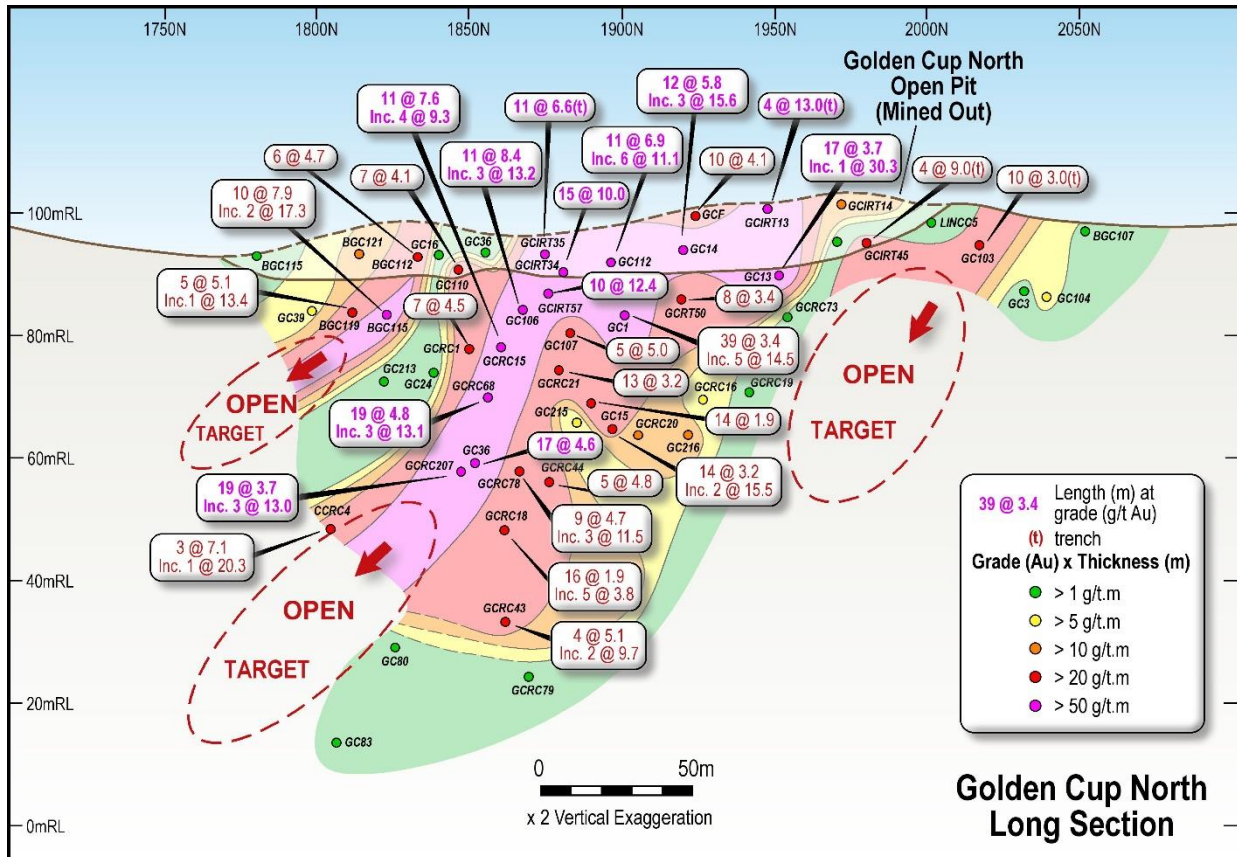 1750N
1800N
1850N
1900N
1950N
2000N
2050N
Golden Cup North
Open Pit
(Mined Out)
12 @ 5.8
Inc. 3 @ 15.6
11 @ 7.6
Inc. 4 @ 9.3
11 @ 6.6(t)
4 @ 13.0(t)
11 @ 6.9
Inc. 6 @ 11.1
6 @ 4.7
11 @ 8.4
Inc. 3 @ 13.2
10 @ 4.1
17 @ 3.7
Inc. 1 @ 30.3
4 @ 9.0(t)
7 @ 4.1
10 @ 7.9
Inc. 2 @ 17.3
15 @ 10.0
10 @ 3.0(t)
100mRL
GCF
GCIRT13
GCIRT14
LINCC5
BGC107
BGC121
GC16
GC36
GCIRT35
GC14
BGC115
BGC112
GCIRT34
GC112
GCIRT45
GC103
GC110
GC13
5 @ 5.1
Inc.1 @ 13.4
10 @ 12.4
8 @ 3.4
GC39
BGC119
BGC115
7 @ 4.5
GC106
GCIRT57
GC1
GCRT50
GCRC73
GC3
GC104
80mRL
GCRC1
GCRC15
GC107
5 @ 5.0
39 @ 3.4
Inc. 5 @ 14.5
GC213
GC24
GCRC68
GCRC21
13 @ 3.2
GCRC16
GCRC19
OPEN
TARGET
OPEN
TARGET
19 @ 4.8
Inc. 3 @ 13.1
GC215
GC15
GCRC20
GC216
14 @ 1.9
60mRL
17 @ 4.6
GC36
GCRC207
GCRC78
GCRC44
5 @ 4.8
14 @ 3.2
Inc. 2 @ 15.5
19 @ 3.7
Inc. 3 @ 13.0
CCRC4
GCRC18
9 @ 4.7
Inc. 3 @ 11.5
3 @ 7.1
Inc. 1 @ 20.3
16 @ 1.9
Inc. 5 @ 3.8
40mRL
OPEN
TARGET
GCRC43
4 @ 5.1
Inc. 2 @ 9.7
GC80
GCRC79
20mRL
GC83
0mRL
0
50m
x 2 Vertical Exaggeration
39 @ 3.4
Length (m) at
grade (g/t Au)
(t)
trench
Grade (Au) x Thickness (m)
> 1 g/t.m
> 5 g/t.m
> 10 g/t.m
> 20 g/t.m
> 50 g/t.m
Golden Cup North
Long Section